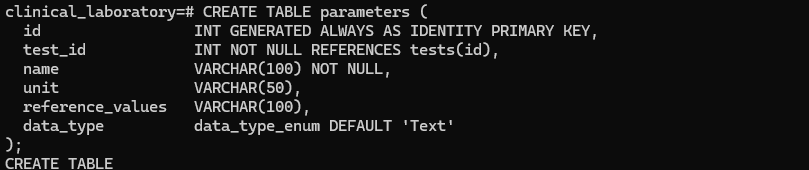 clinical_laboratory=# CREATE TABLE parameters (
  id                INT GENERATED ALWAYS AS IDENTITY PRIMARY KEY,
  test_id           INT NOT NULL REFERENCES tests(id),
  name              VARCHAR(100) NOT NULL,
  unit              VARCHAR(50),
  reference_values  VARCHAR(100),
  data_type         data_type_enum DEFAULT 'Text'
);
CREATE TABLE